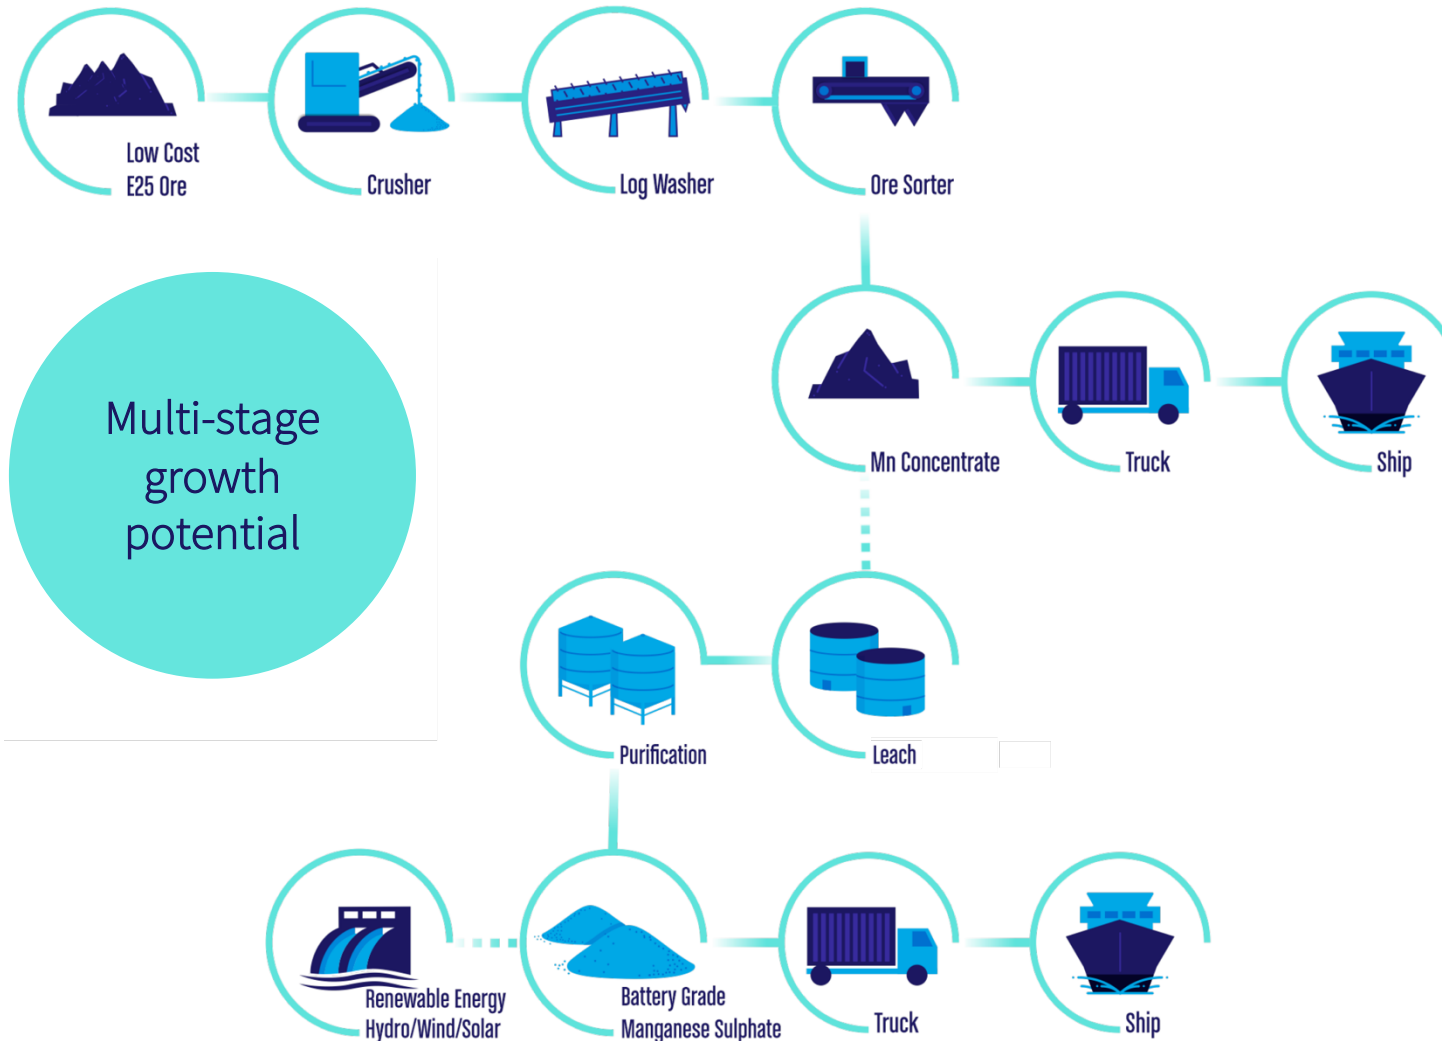 Low Cost
E25 Ore
Crusher
Log Washer
Ore Sorter
Multi-stage
growth
potential
Mn Concentrate
Truck
Ship
Purification
Leach
Renewable Energy
Hydro/Wind/Solar
Battery Grade
Manganese Sulphate
Truck
Ship